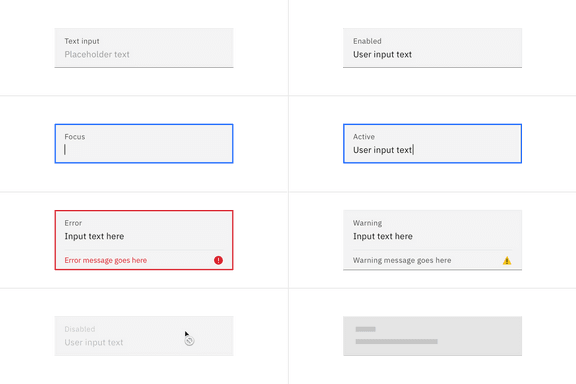 Text input
Placeholder text
Enabled
User input text
Focus
Active
User input text
Error
Input text here
Error message goes here
Warning
Input text here
Warning message goes here
Disabled
User input text